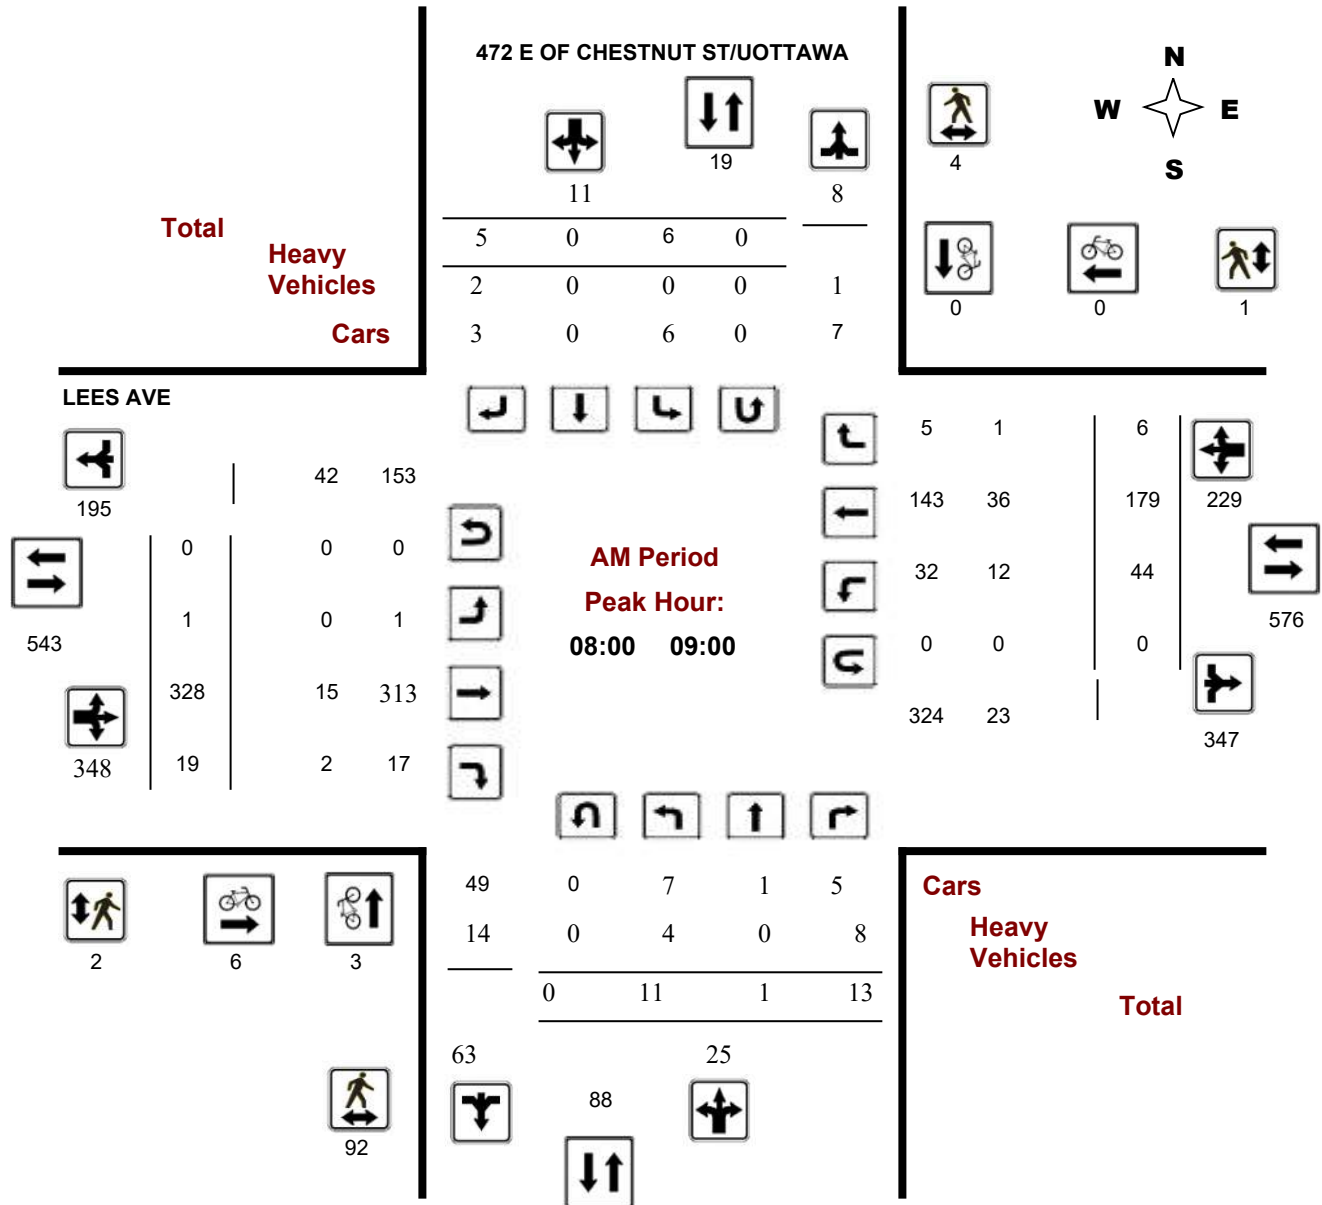 472 E OF CHESTNUT ST/UOTTAWA
N
W E
S
19
4
11 8
Total
5 0 6 0
Heavy
Vehicles
2 0 0 0 1
0 0 1
Cars
3 0 6 0 7
LEES AVE
5 1 6
42 153
195
143 36 179 229
0 0 0
AM Period
32 12 44
Peak Hour:
1 0 1
576
543
08:00 09:00
0 0 0
328 15 313
324 23
347
348 19 2 17
49 0 7 1 5
Cars
14 0 4 0 8
Heavy
Vehicles
2 6 3
0 11 1 13
Total
63 25
88
92